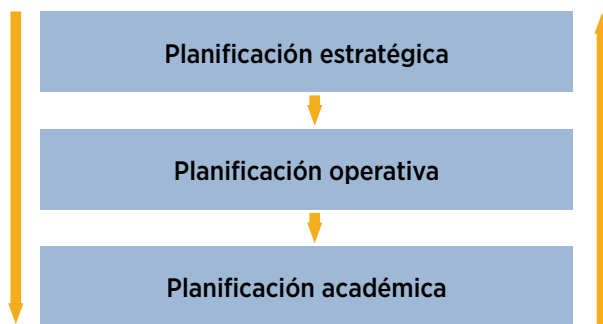 Planificación estratégica
Planificación operativa
Planificación académica